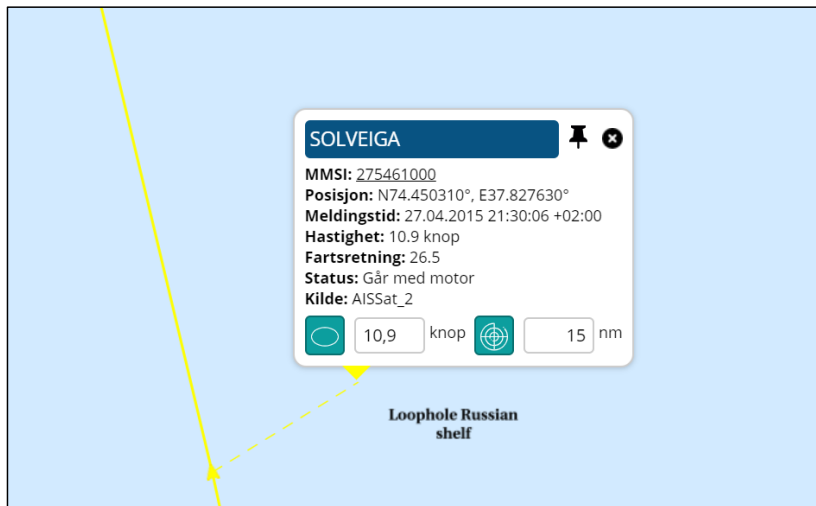 SOLVEIGA
MMSI: 275461000
Posisjon: N74.450310°, E37.827630°
Meldingstid: 27.04.2015 21:30:06 +02:00
Hastighet: 10.9 knop
Fartsretning: 26.5
Status: Går med motor
Kilde: AISSat_2
10,9 knop 15 nm
Loophole Russian
shelf